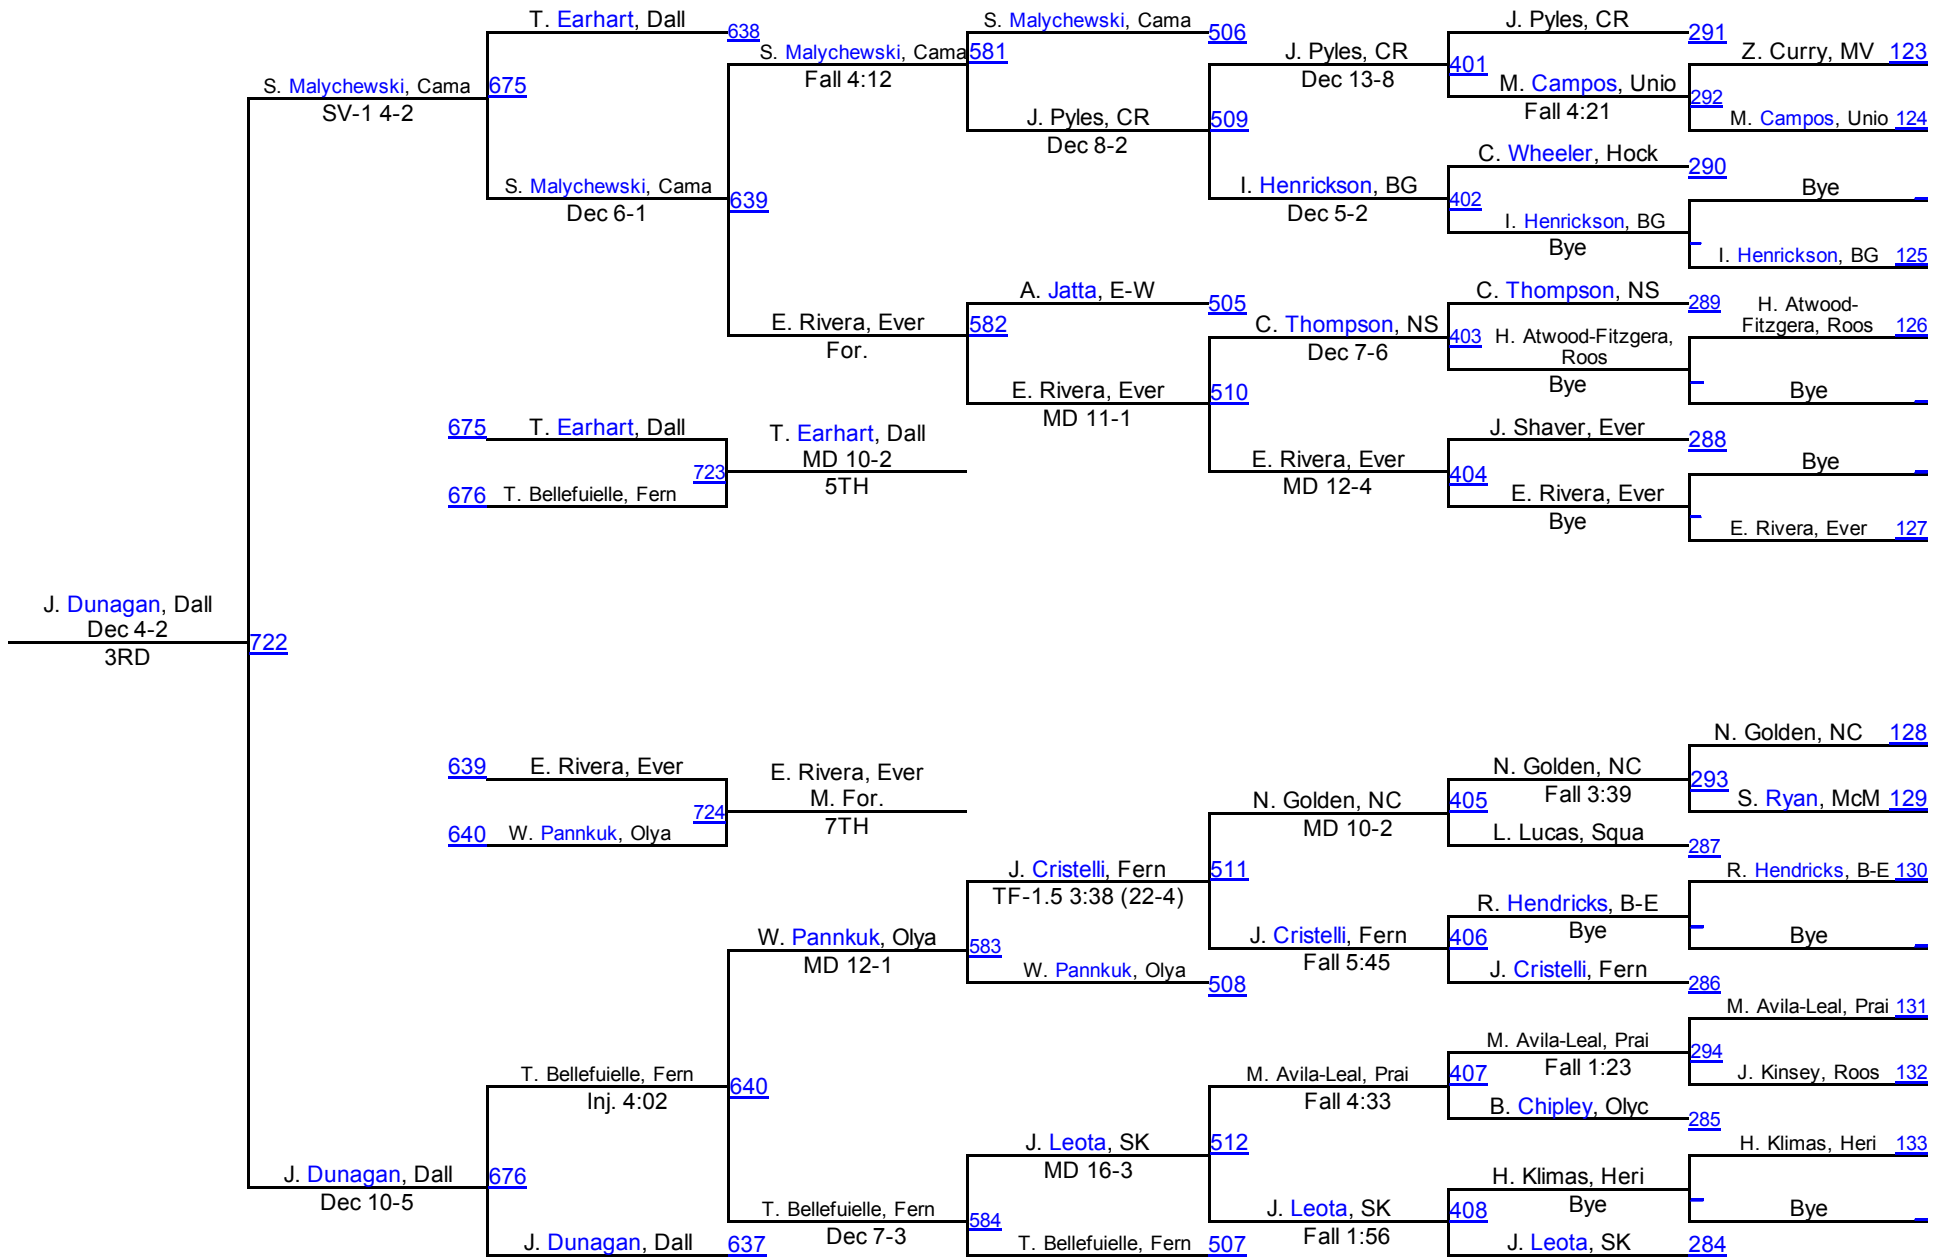 T. Earhart, Dall
638
S. Malychewski, Cama
506
J. Pyles, CR
291
S. Malychewski, Cama
581
Fall 4:12
J. Pyles, CR
Dec 13-8
401
Z. Curry, MV 123
S. Malychewski, Cama
675
SV-1 4-2
M. Campos, Unio
292
Fall 4:21
J. Pyles, CR
509
Dec 8-2
M. Campos, Unio 124
C. Wheeler, Hock
290
S. Malychewski, Cama
639
Dec 6-1
I. Henrickson, BG
402
Dec 5-2
Bye
I. Henrickson, BG
Bye
I. Henrickson, BG 125
A. Jatta, E-W
505
C. Thompson, NS
289
H. Atwood-
Fitzgera, Roos 126
E. Rivera, Ever
582
For.
C. Thompson, NS
403
Dec 7-6
H. Atwood-Fitzgera,
Roos
Bye
E. Rivera, Ever
510
MD 11-1
Bye
675 T. Earhart, Dall
T. Earhart, Dall
MD 10-2
723
5TH
676 T. Bellefuielle, Fern
J. Shaver, Ever
288
E. Rivera, Ever
404
MD 12-4
Bye
E. Rivera, Ever
Bye
E. Rivera, Ever 127
J. Dunagan, Dall
Dec 4-2
722
3RD
N. Golden, NC 128
639 E. Rivera, Ever
E. Rivera, Ever
M. For.
724
7TH
640 W. Pannkuk, Olya
N. Golden, NC
293
Fall 3:39
N. Golden, NC
405
MD 10-2
S. Ryan, McM 129
L. Lucas, Squa
287
J. Cristelli, Fern
511
TF-1.5 3:38 (22-4)
R. Hendricks, B-E 130
R. Hendricks, B-E
Bye
W. Pannkuk, Olya
583
MD 12-1
J. Cristelli, Fern
406
Fall 5:45
Bye
W. Pannkuk, Olya
508
J. Cristelli, Fern
286
M. Avila-Leal, Prai 131
M. Avila-Leal, Prai
294
Fall 1:23
T. Bellefuielle, Fern
640
Inj. 4:02
M. Avila-Leal, Prai
407
Fall 4:33
J. Kinsey, Roos 132
B. Chipley, Olyc
285
J. Leota, SK
512
MD 16-3
H. Klimas, Heri 133
J. Dunagan, Dall
676
Dec 10-5
H. Klimas, Heri
Bye
T. Bellefuielle, Fern
584
Dec 7-3
J. Leota, SK
408
Fall 1:56
Bye
J. Dunagan, Dall
637
T. Bellefuielle, Fern 507
J. Leota, SK
284